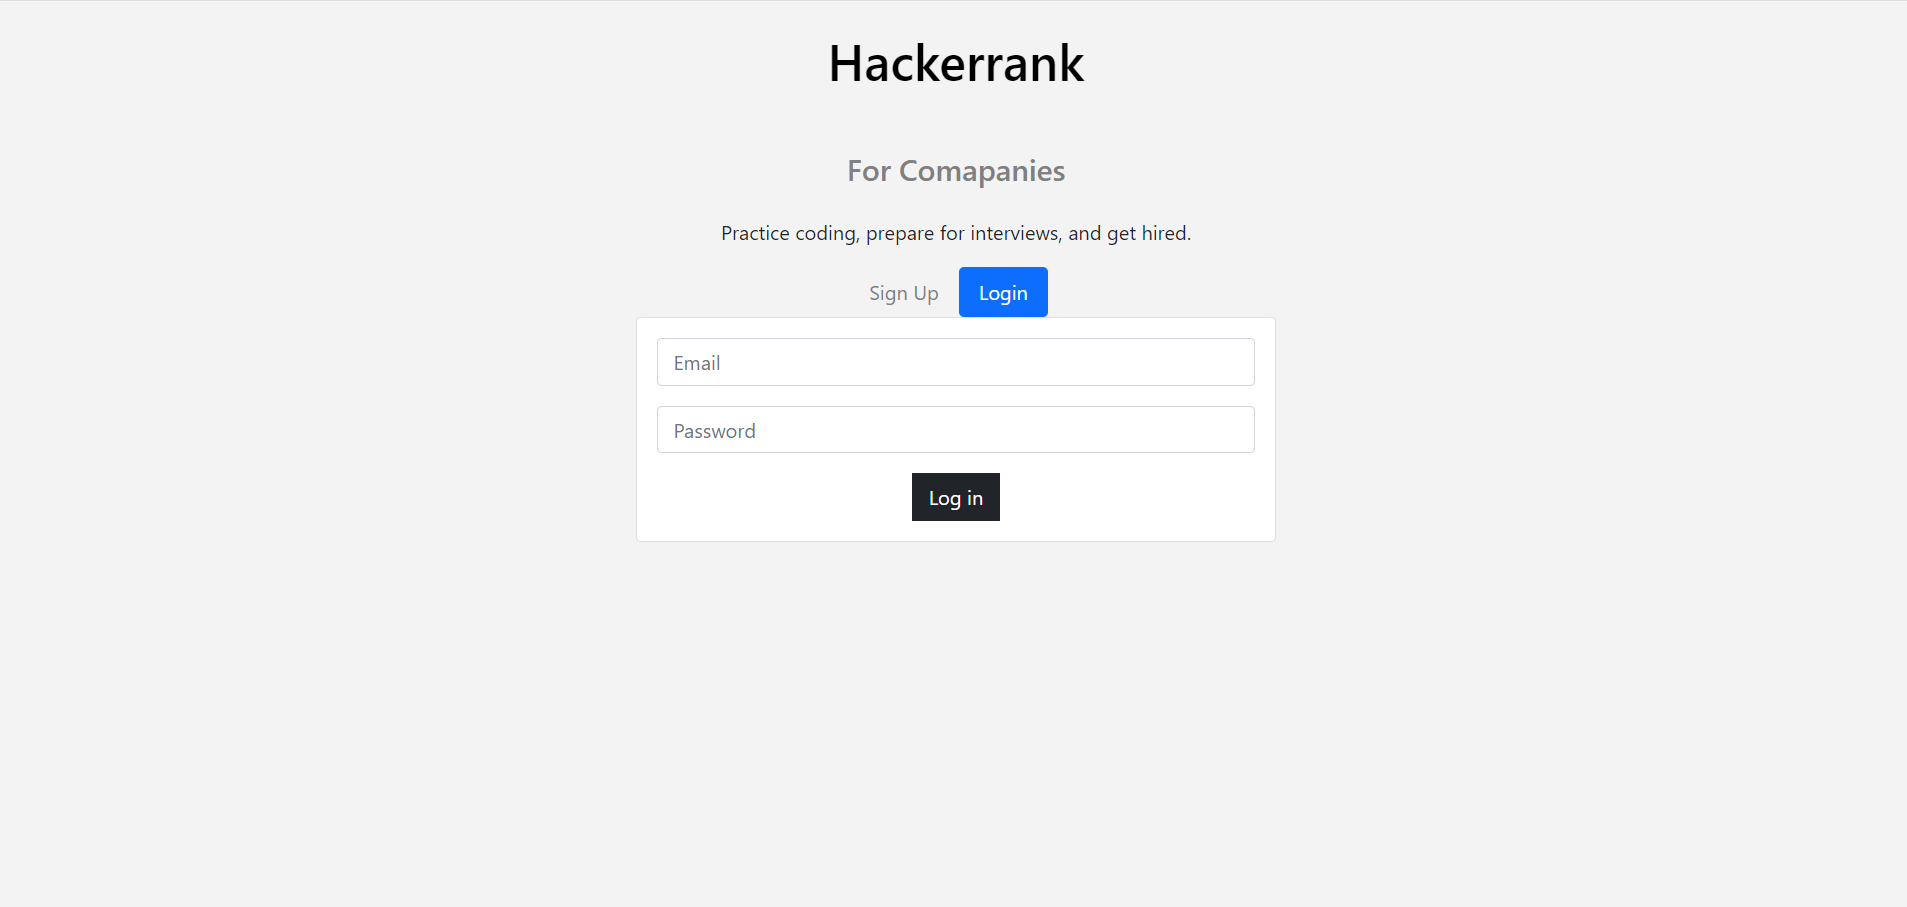 Hackerrank
For Comapanies
Practice coding, prepare for interviews, and get hired.
Sign Up Login
Email
Password
Log in